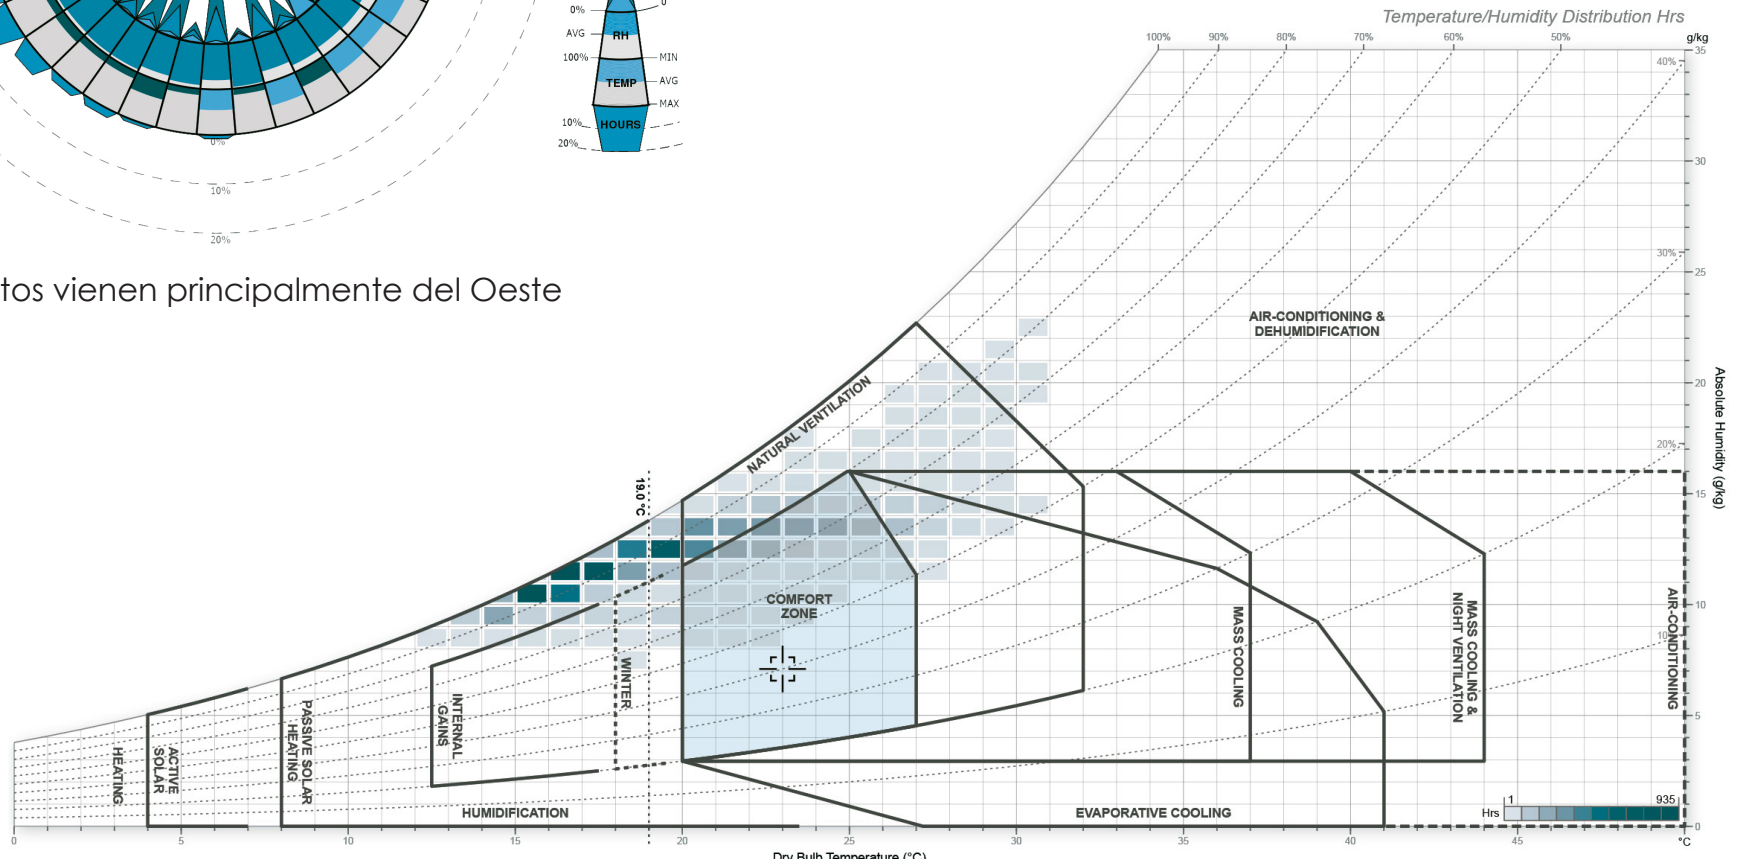 0%
10%
20%
0%
AVG
100%
RH
TEMP
HOURS
0
MIN
AVG
MAX
10%
20%
tos vienen principalmente del Oeste
Temperature/Humidity Distribution Hrs
100%
90%
80%
70%
60%
50%
g/kg
40%
30%
20%
10
35
30
25
20
15
10
5
0
Absolute Humidity (g/kg)
AIR-CONDITIONING &
DEHUMIDIFICATION
NATURAL VENTILATION
19.0 °C
COMFORT
ZONE
WINTER
INTERNAL
GAINS
PASSIVE SOLAR
HEATING
ACTIVE
SOLAR
HEATING
HUMIDIFICATION
EVAPORATIVE COOLING
MASS COOLING
MASS COOLING &
NIGHT VENTILATION
AIR-CONDITIONING
Hrs
1
935
0
5
10
15
20
25
30
35
40
45
°C
Dry Bulb Temperature (°C)